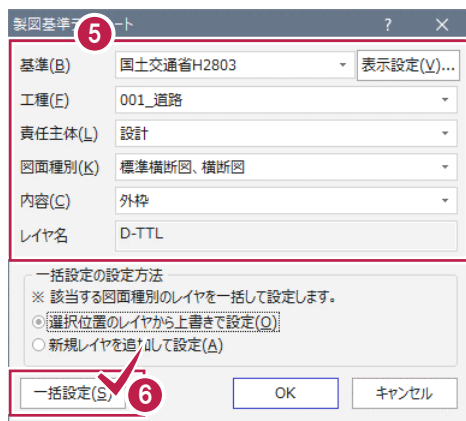 製図基準テ ート ? ×
5
基準(B) 国土交通省H2803 表示設定(V)...
工種(F) 001_道路
責任主体(L) 設計
図面種別(K) 標準横断図、横断図
内容(C) 外枠
レイヤ名 D-TTL
一括設定の設定方法
※ 該当する図面種別のレイヤを一括して設定します。
選択位置のレイヤから上書きで設定(O)
新規レイヤを追加して設定(A)
一括設定(S) 6 OK キャンセル